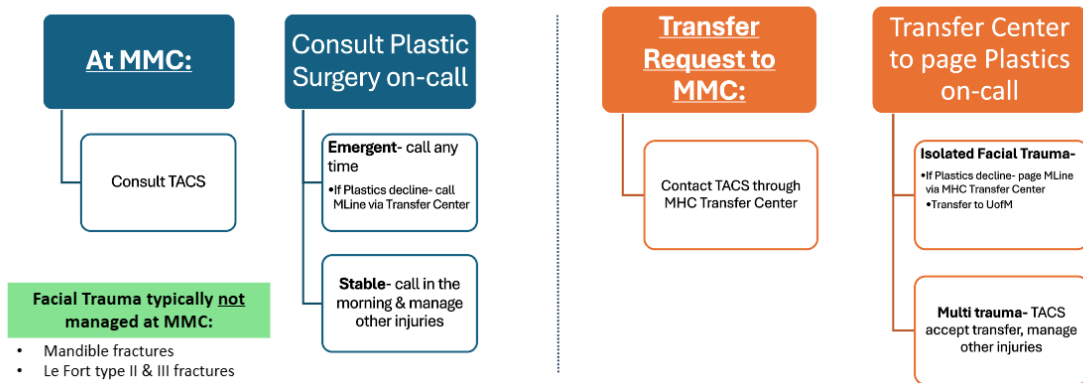 At MMC:
Consult TACS
Consult Plastic
Surgery on-call
Emergent- call any
time
•If Plastics decline- call
MLine via Transfer Center
Stable- call in the
morning & manage
other injuries
Facial Trauma typically not
managed at MMC:
• Mandible fractures
• Le Fort type II & III fractures
Transfer
Request to
MMC:
Contact TACS through
MHC Transfer Center
Transfer Center
to page Plastics
on-call
Isolated Facial Trauma-
•If Plastics decline- page MLine
via MHC Transfer Center
•Transfer to UofM
Multi trauma- TACS
accept transfer, manage
other injuries